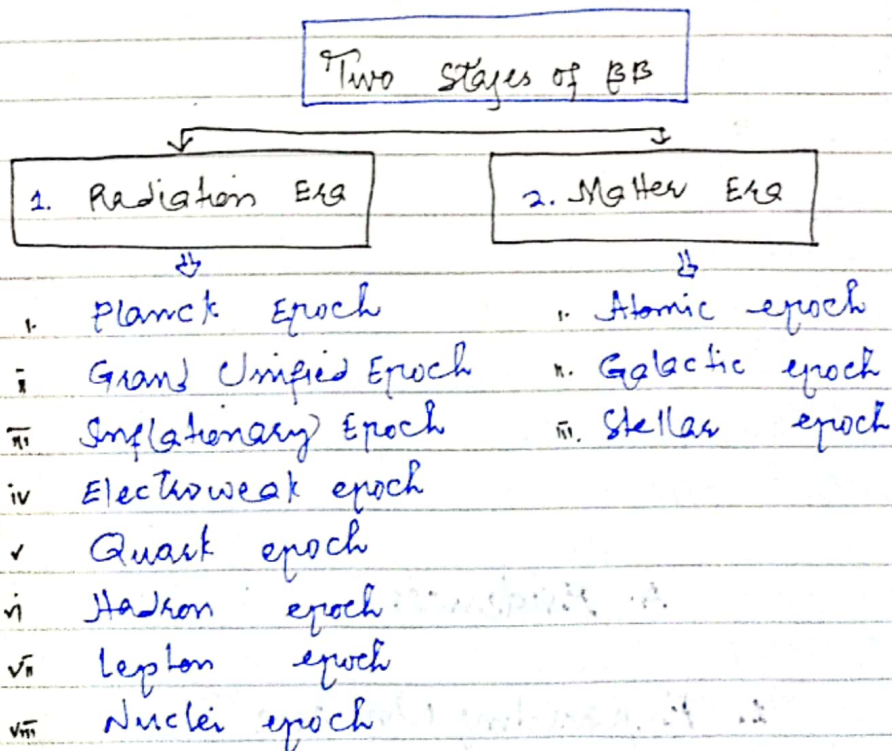 Two Stages of BB
1. Radiation Era
2. Matter Era
i. Planck Epoch
ii Grand Unified Epoch
iii Inflationary Epoch
iv Electroweak epoch
v Quark epoch
vi Hadron epoch
vii Lepton epoch
viii Nuclei epoch
i. Atomic epoch
ii. Galactic epoch
iii. Stellar epoch